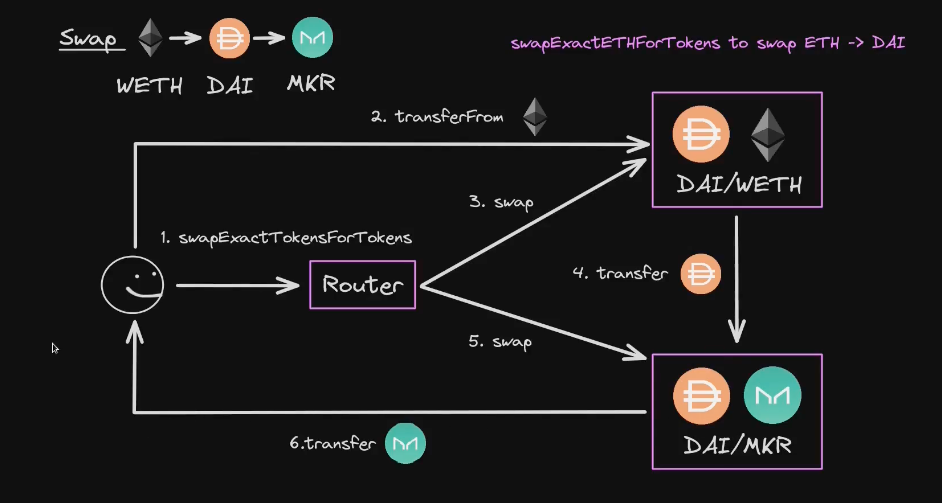 Swap
swapExactETHForTokens to swap ETH -> DAI
WETH DAI MKR
2. transferFrom
DAI/WETH
3. swap
1. swapExactTokensForTokens
Router
4. transfer
5. swap
6.transfer
DAI/MKR